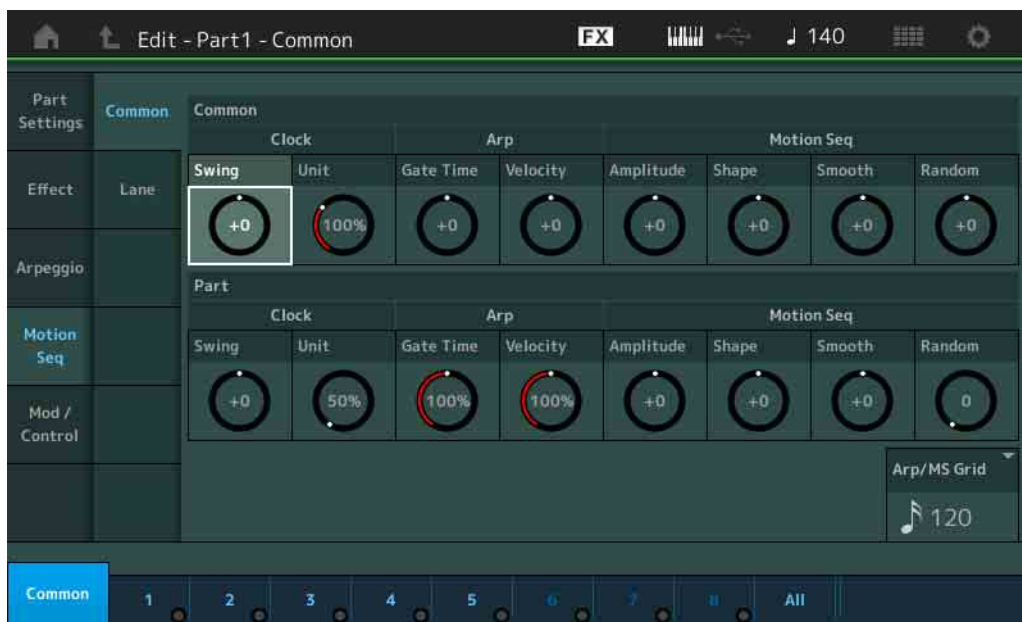 Edit - Part1 - Common FX 140
Part Settings
Common
Effect
Lane
Arpeggio
Motion Seq
Mod / Control
Common
Clock Arp Motion Seq
Swing Unit Gate Time Velocity Amplitude Shape Smooth Random
+0 100% +0 +0 +0 +0 +0 +0
Part
Clock Arp Motion Seq
Swing Unit Gate Time Velocity Amplitude Shape Smooth Random
+0 50% 100% 100% +0 +0 +0 0
Arp/MS Grid
120
Common 1 2 3 4 5 6 7 8 All